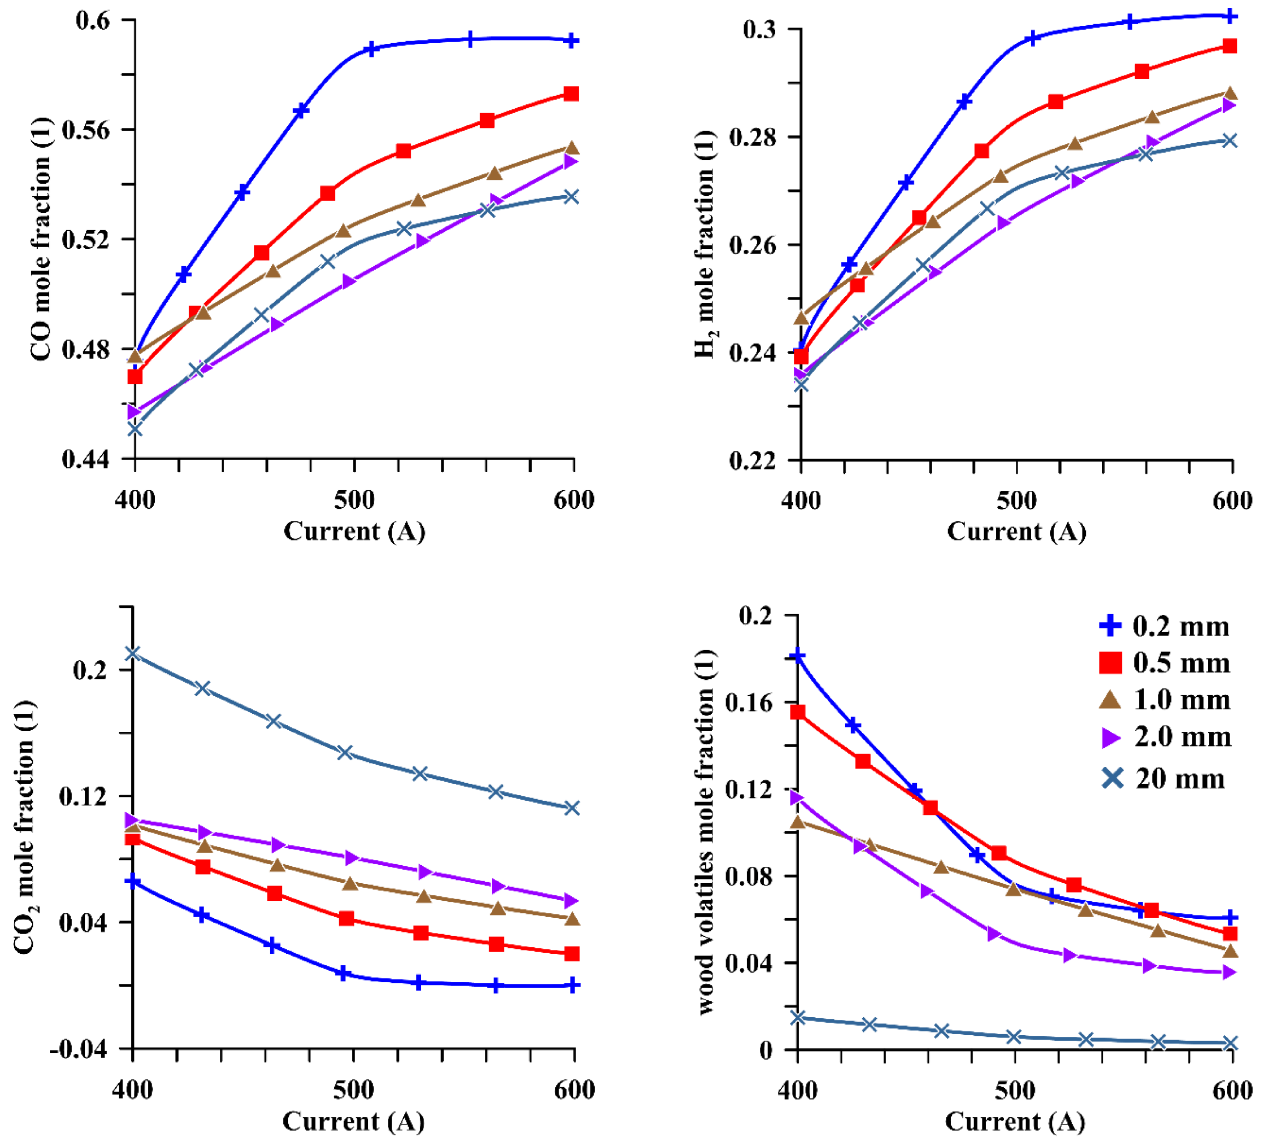 0.6
0.56
0.52
0.48
0.44
CO mole fraction (1)
400 500 600
Current (A)
0.3
0.28
0.26
0.24
0.22
H₂ mole fraction (1)
400 500 600
Current (A)
0.2
0.12
0.04
-0.04
CO₂ mole fraction (1)
400 500 600
Current (A)
0.2
0.16
0.12
0.08
0.04
0
wood volatiles mole fraction (1)
400 500 600
Current (A)
0.2 mm
0.5 mm
1.0 mm
2.0 mm
20 mm